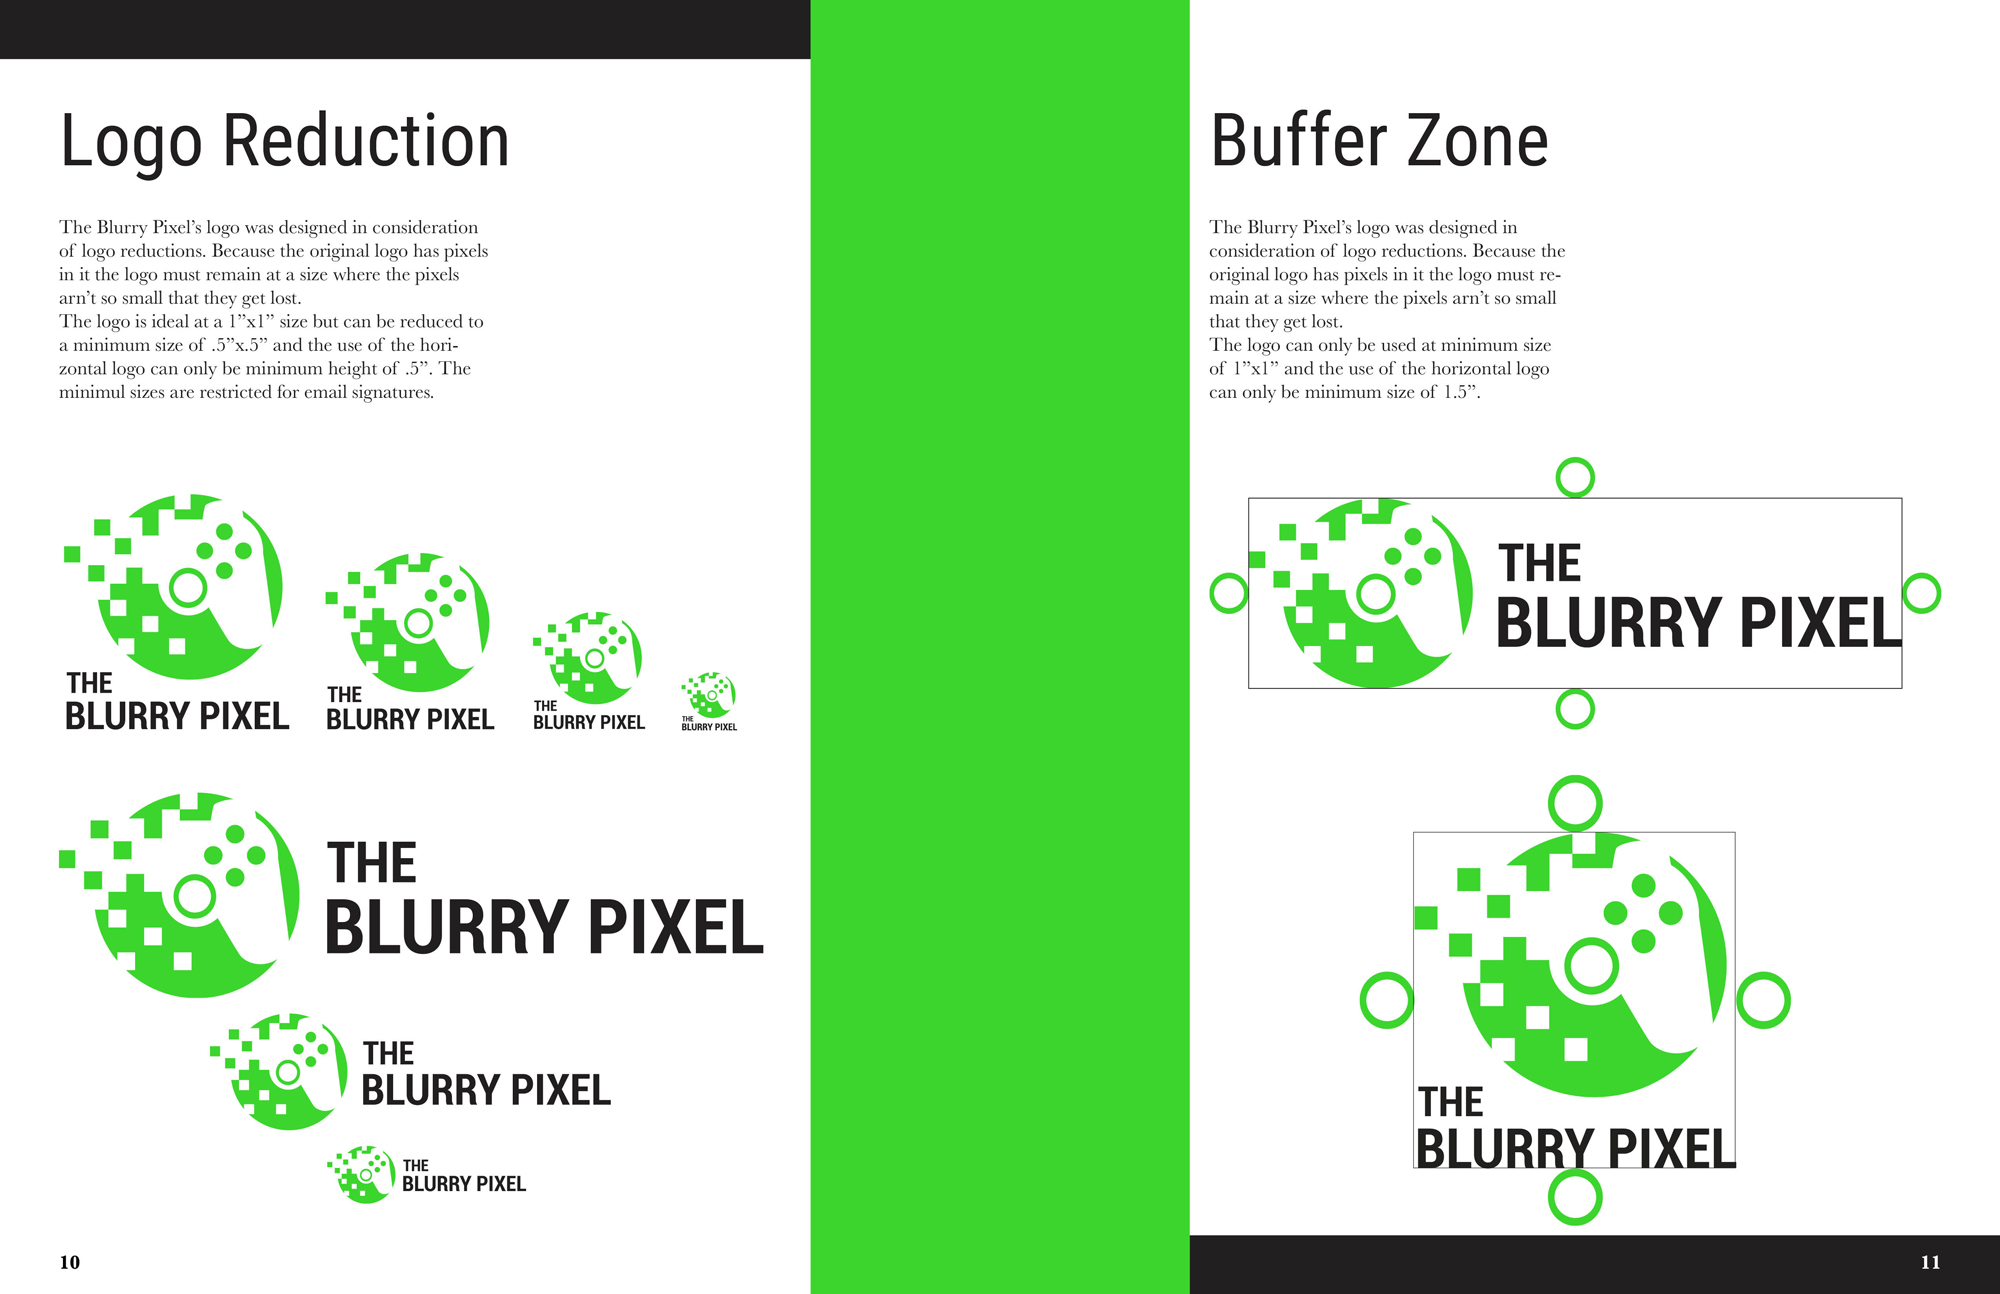 Logo Reduction
The Blurry Pixel’s logo was designed in consideration
of logo reductions. Because the original logo has pixels
in it the logo must remain at a size where the pixels
arn’t so small that they get lost.
The logo is ideal at a 1”x1” size but can be reduced to
a minimum size of .5”x.5” and the use of the hori-
zontal logo can only be minimum height of .5”. The
minimul sizes are restricted for email signatures.
THE
BLURRY PIXEL
THE
BLURRY PIXEL
THE
BLURRY PIXEL
THE
BLURRY PIXEL
THE
BLURRY PIXEL
THE
BLURRY PIXEL
THE
BLURRY PIXEL
10
Buffer Zone
The Blurry Pixel’s logo was designed in
consideration of logo reductions. Because the
original logo has pixels in it the logo must re-
main at a size where the pixels arn’t so small
that they get lost.
The logo can only be used at minimum size
of 1”x1” and the use of the horizontal logo
can only be minimum size of 1.5”.
THE
BLURRY PIXEL
THE
BLURRY PIXEL
11